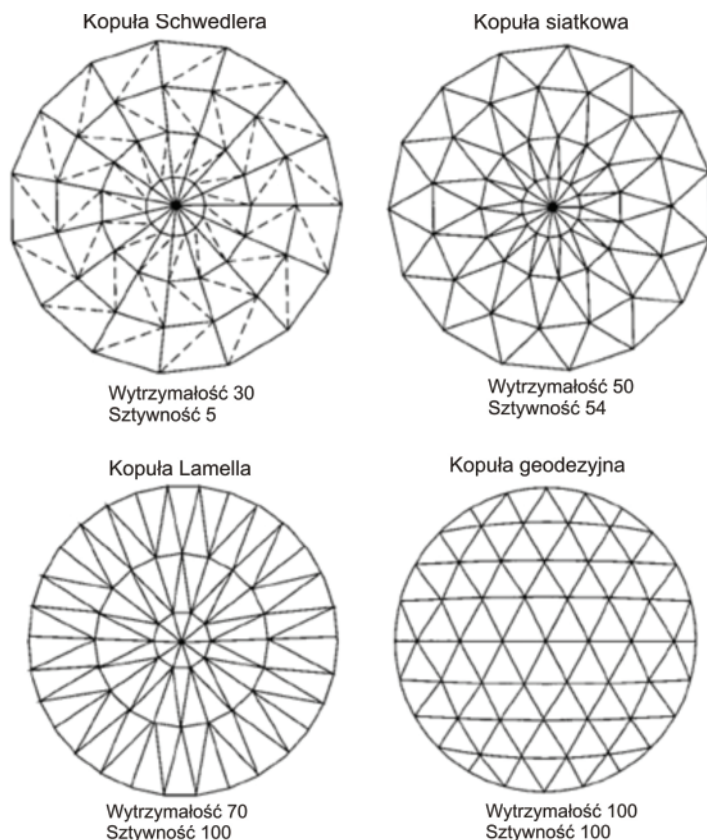 Kopuła Schwedlera
Kopuła siatkowa
Wytrzymałość 30
Sztywność 5
Wytrzymałość 50
Sztywność 54
Kopuła Lamella
Kopuła geodezyjna
Wytrzymałość 70
Sztywność 100
Wytrzymałość 100
Sztywność 100